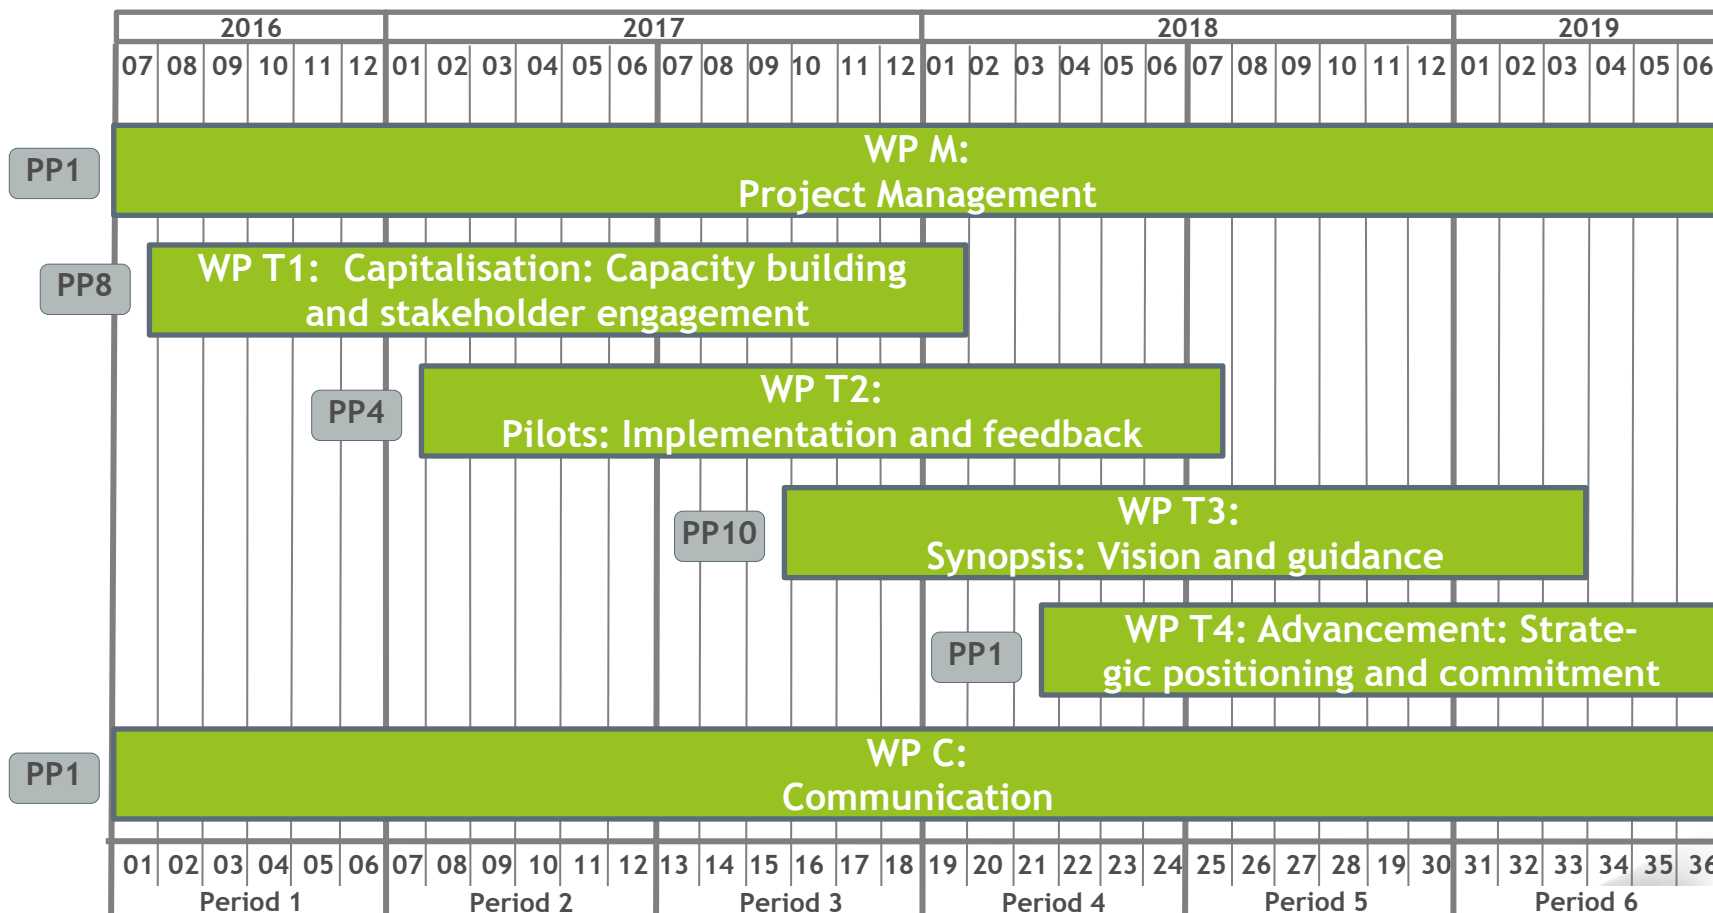 2016 2017 2018 2019
07 08 09 10 11 12 01 02 03 04 05 06 07 08 09 10 11 12 01 02 03 04 05 06 07 08 09 10 11 12 01 02 03 04 05 06
PP1
WP M:
Project Management
PP8
WP T1: Capitalisation: Capacity building
and stakeholder engagement
PP4
WP T2:
Pilots: Implementation and feedback
PP10
WP T3:
Synopsis: Vision and guidance
PP1
WP T4: Advancement: Strate-
gic positioning and commitment
PP1
WP C:
Communication
01 02 03 04 05 06 07 08 09 10 11 12 13 14 15 16 17 18 19 20 21 22 23 24 25 26 27 28 19 30 31 32 33 34 35 36
Period 1 Period 2 Period 3 Period 4 Period 5 Period 6